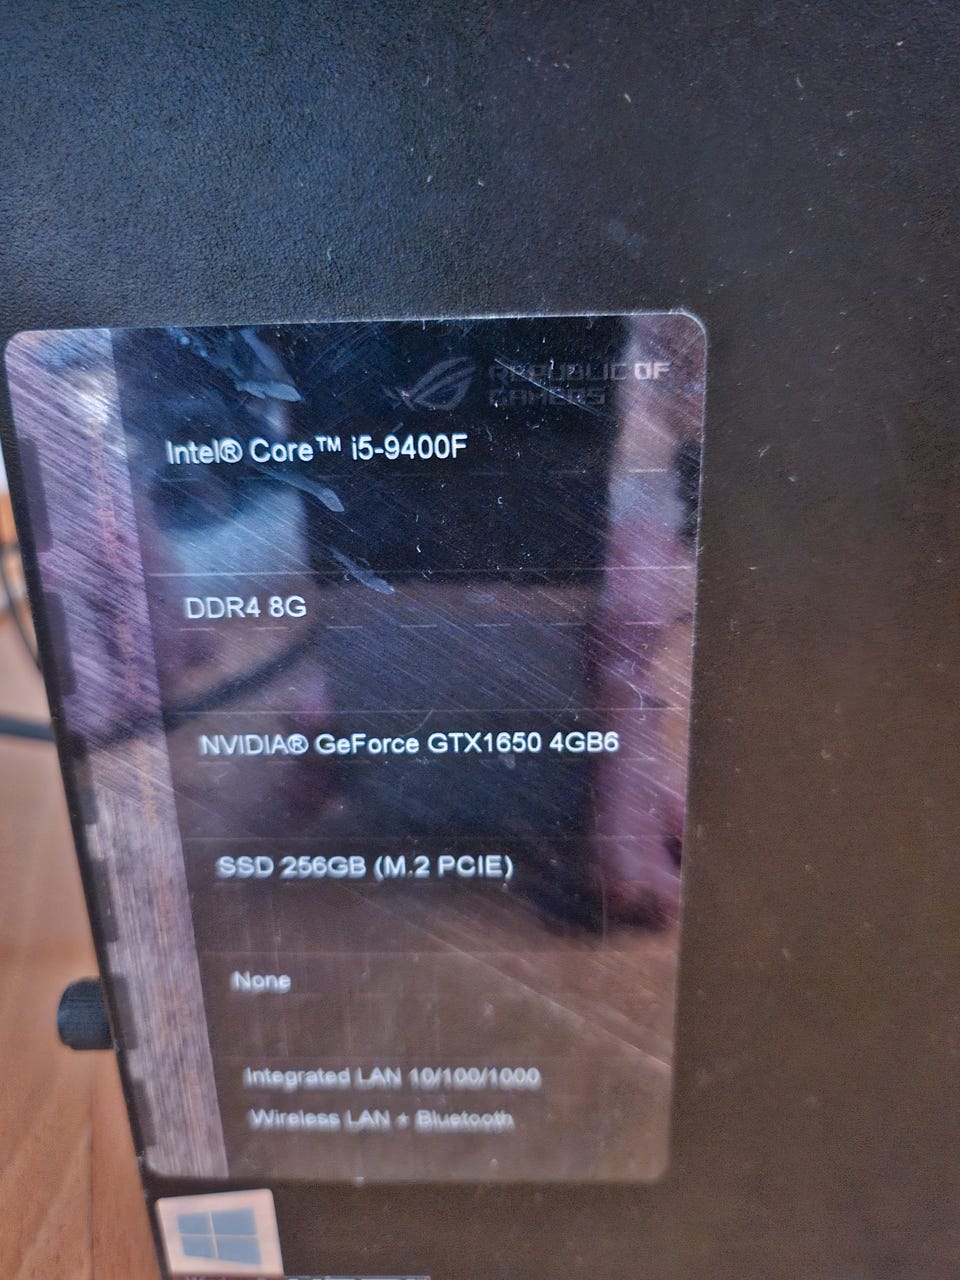 REPUBLIC OF
GAMERS
Intel® Core™ i5-9400F
DDR4 8G
NVIDIA® GeForce GTX1650 4GB6
SSD 256GB (M.2 PCIE)
None
Integrated LAN 10/100/1000
Wireless LAN + Bluetooth